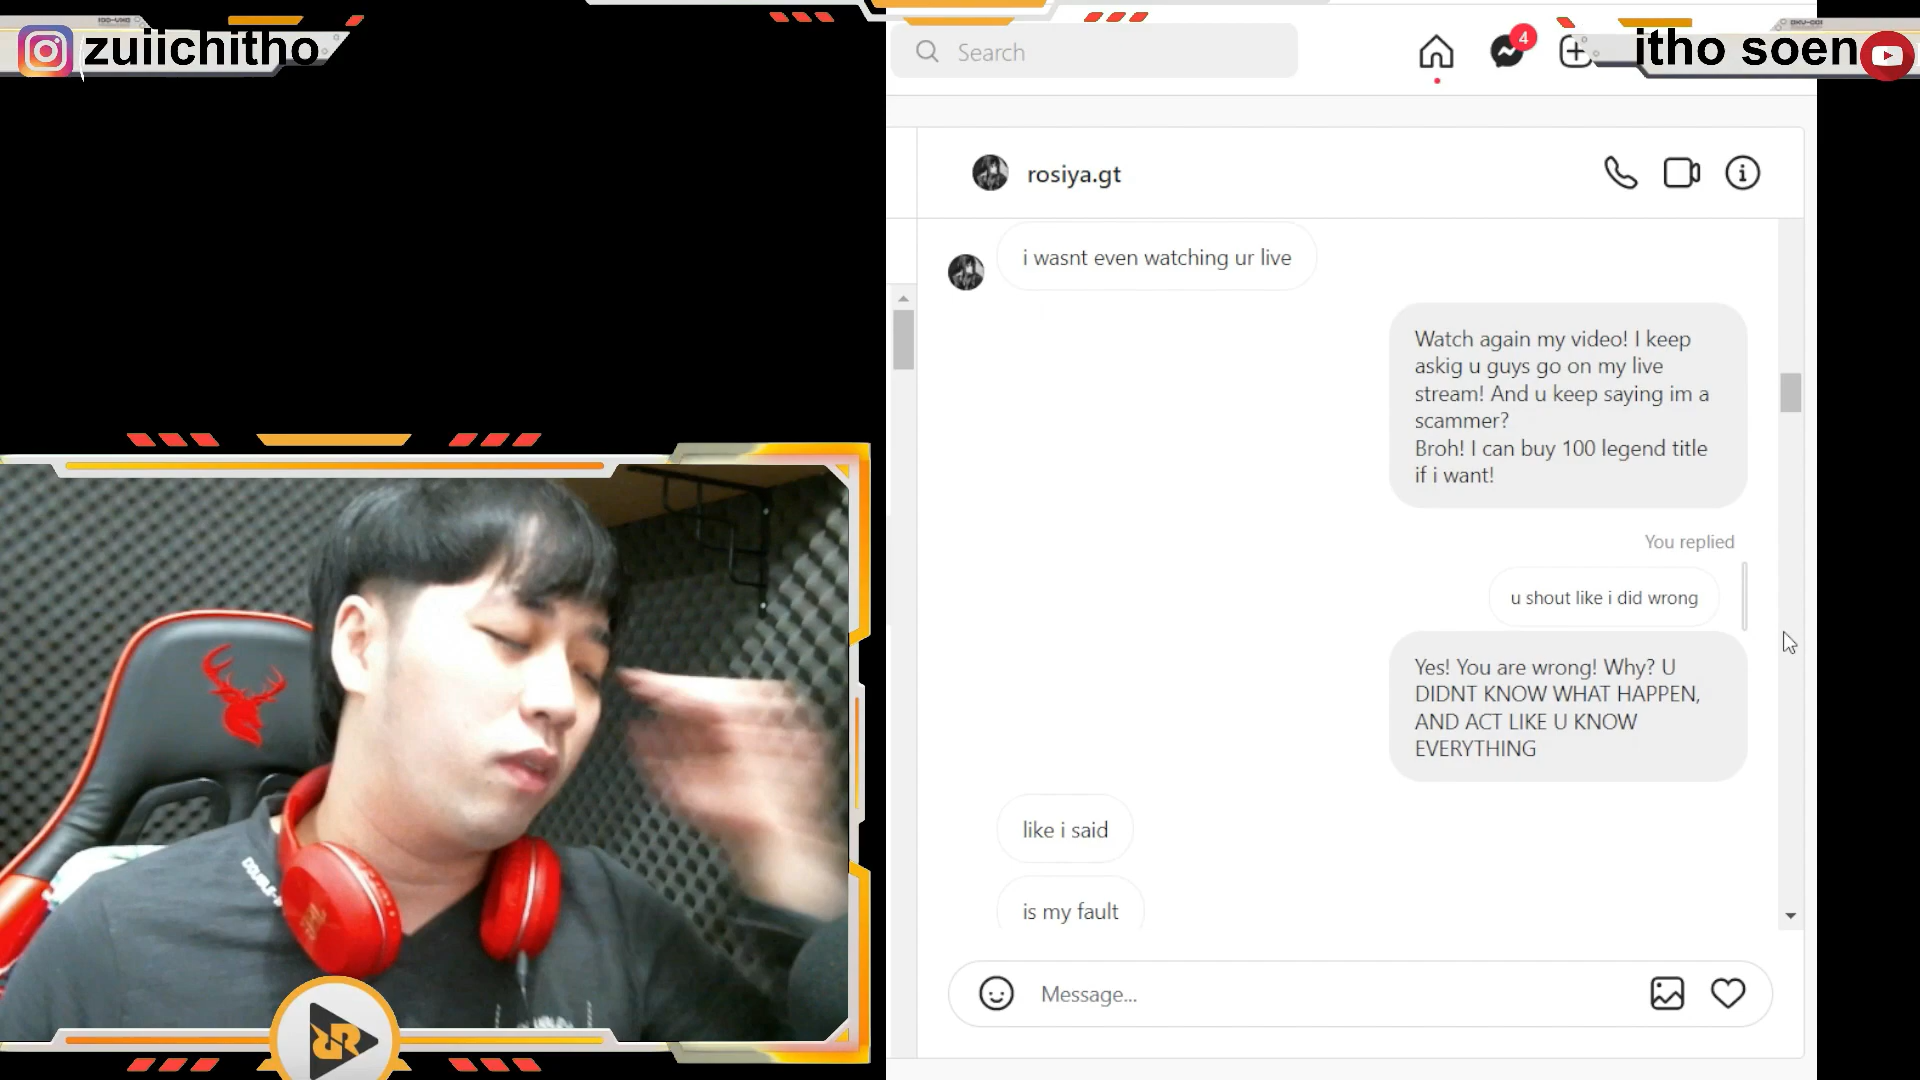 zuiichitho
Search
4
itho soen
rosiya.gt
i wasnt even watching ur live
Watch again my video! I keep
askig u guys go on my live
stream! And u keep saying im a
scammer?
Broh! I can buy 100 legend title
if i want!
You replied
u shout like i did wrong
Yes! You are wrong! Why? U
DIDNT KNOW WHAT HAPPEN,
AND ACT LIKE U KNOW
EVERYTHING
like i said
is my fault
Message...